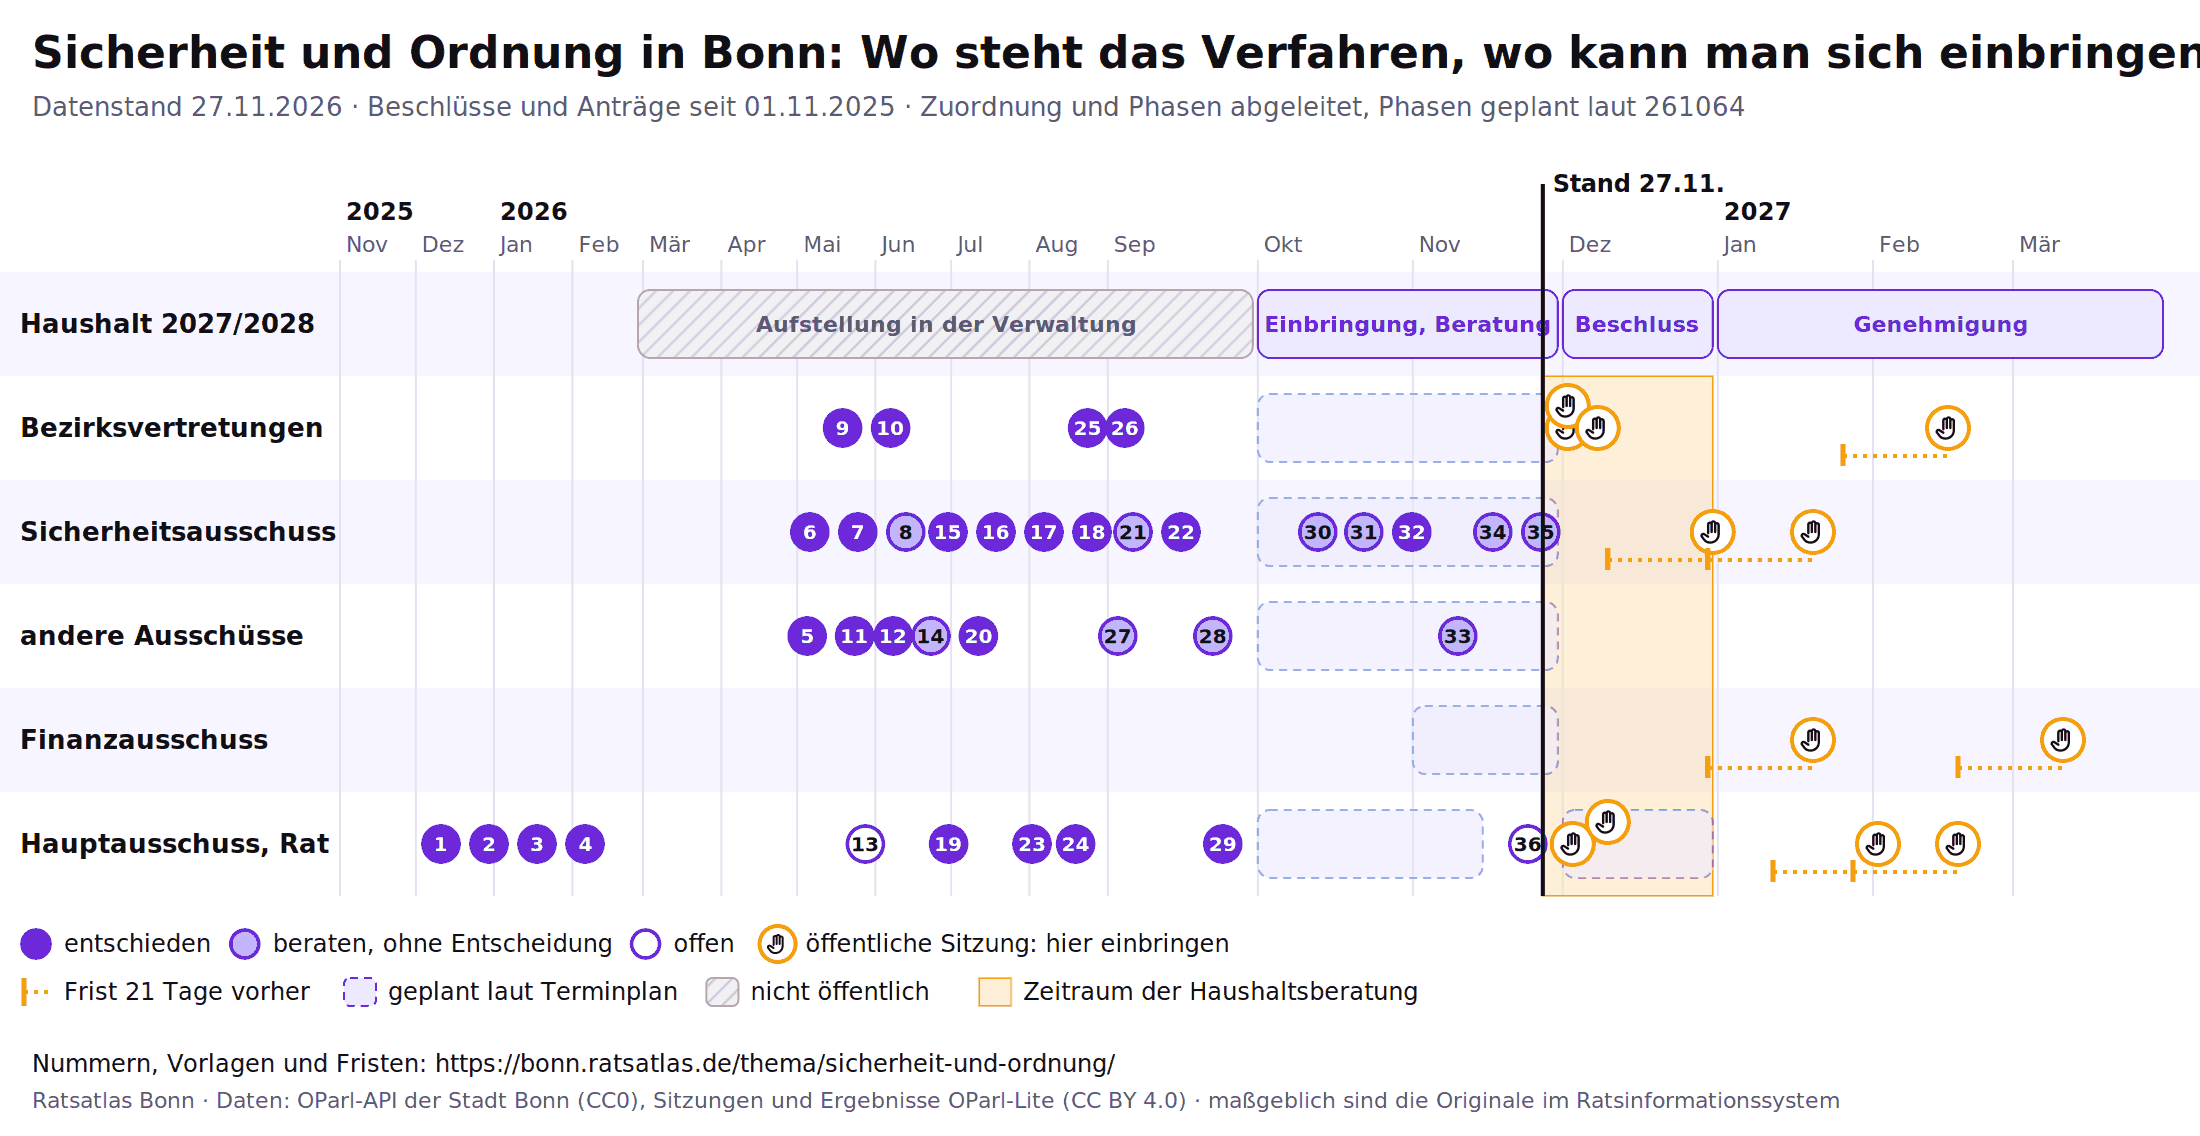 Sicherheit und Ordnung in Bonn: Wo steht das Verfahren, wo kann man sich einbringen
Datenstand 27.11.2026 · Beschlüsse und Anträge seit 01.11.2025 · Zuordnung und Phasen abgeleitet, Phasen geplant laut 261064
Stand 27.11.
2025 2026 2027
Nov Dez Jan Feb Mär Apr Mai Jun Jul Aug Sep Okt Nov Dez Jan Feb Mär
Haushalt 2027/2028 Aufstellung in der Verwaltung Einbringung, Beratung Beschluss Genehmigung
Bezirksvertretungen 9 10 25 26
Sicherheitsausschuss 6 7 8 15 16 17 18 21 22 30 31 32 34 35
andere Ausschüsse 5 11 12 14 20 27 28 33
Finanzausschuss
Hauptausschuss, Rat 1 2 3 4 13 19 23 24 29 36
entschieden beraten, ohne Entscheidung offen öffentliche Sitzung: hier einbringen
Frist 21 Tage vorher geplant laut Terminplan nicht öffentlich Zeitraum der Haushaltsberatung
Nummern, Vorlagen und Fristen: https://bonn.ratsatlas.de/thema/sicherheit-und-ordnung/
Ratsatlas Bonn · Daten: OParl-API der Stadt Bonn (CC0), Sitzungen und Ergebnisse OParl-Lite (CC BY 4.0) · maßgeblich sind die Originale im Ratsinformationssystem